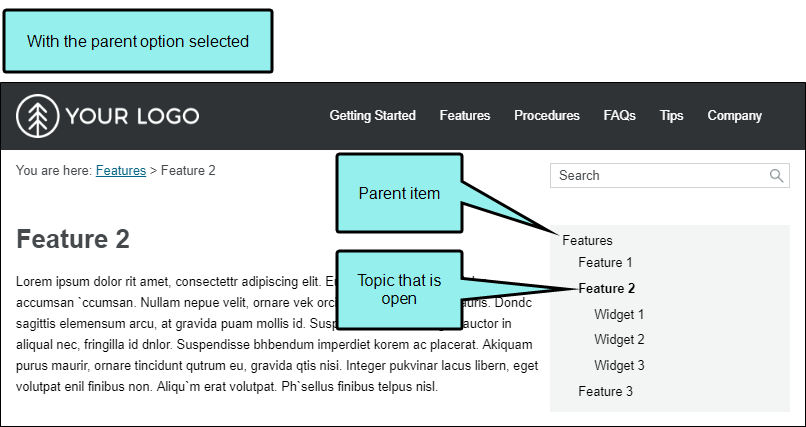 With the parent option selected
YOUR LOGO
Getting Started Features Procedures FAQs Tips Company
You are here: Features > Feature 2
Search
Parent item
Features
Feature 1
Feature 2
Widget 1
Widget 2
Widget 3
Feature 3
Topic that is
open
Feature 2
Lorem ipsum dolor rit amet, consectettr adipiscing elit. E
accumsan `ccumsan. Nullam nepue velit, ornare vek orc Dondc
sagittis elemensum arcu, at gravida puam mollis id. Susp auctor in
aliqual nec, fringilla id dnlor. Suspendisse bhbendum imperdiet korem ac placerat. Akiquam
purus maurir, ornare tincidunt qutrum eu, gravida qtis nisi. Integer pukvinar lacus libern, eget
volutpat enil finibus non. Aliqu`m erat volutpat. Ph`sellus finibus telpus nisl.